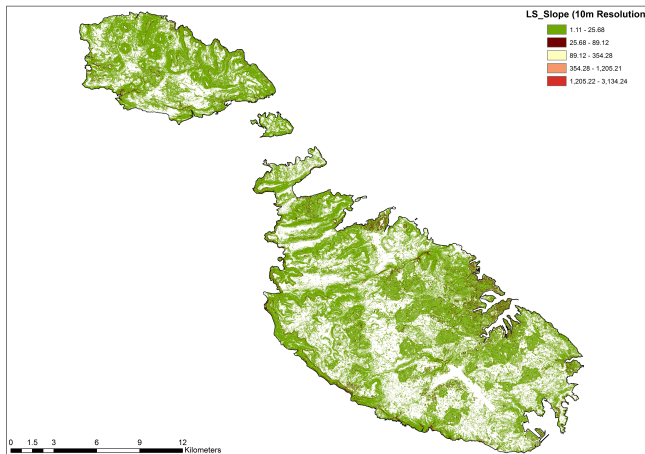 LS_Slope (10m Resolution
1.11 - 25.68
25.68 - 89.12
89.12 - 354.28
354.28 - 1,205.21
1,205.22 - 3,134.24
0 1.5 3 6 9 12
Kilometers